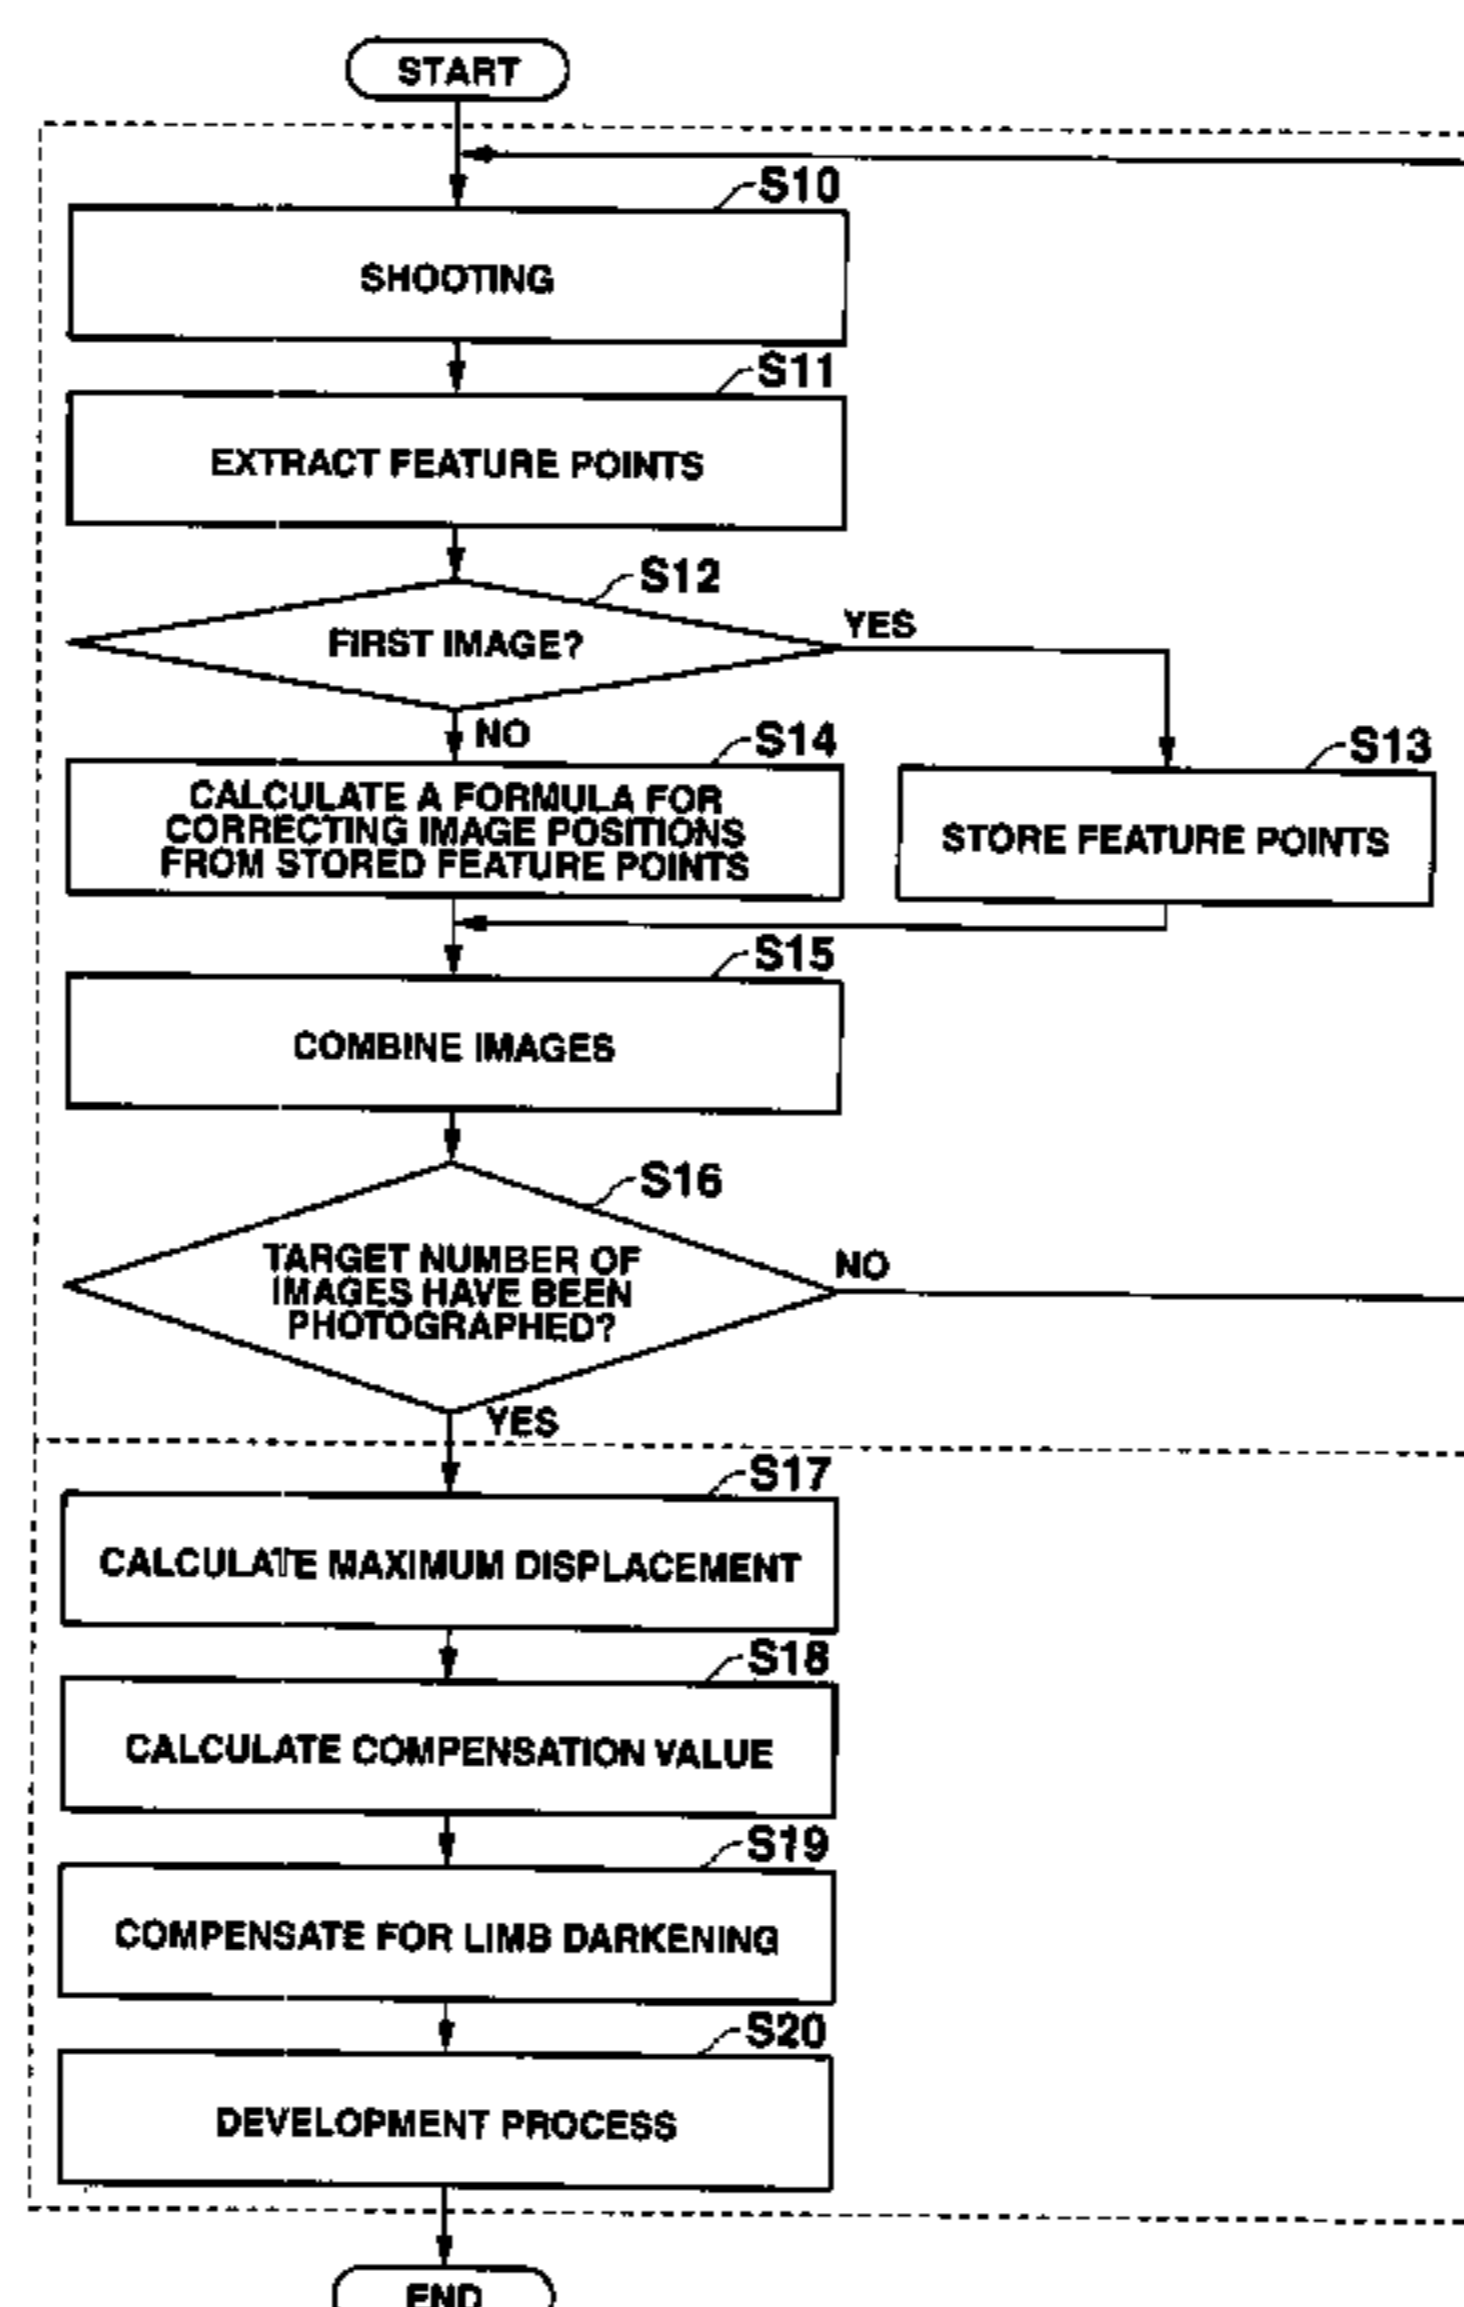 START
S10
SHOOTING
S11
EXTRACT FEATURE POINTS
S12
FIRST IMAGE?
YES
NO
S14
CALCULATE A FORMULA FOR
CORRECTING IMAGE POSITIONS
FROM STORED FEATURE POINTS
S13
STORE FEATURE POINTS
S15
COMBINE IMAGES
S16
TARGET NUMBER OF
IMAGES HAVE BEEN
PHOTOGRAPHED?
NO
YES
S17
CALCULATE MAXIMUM DISPLACEMENT
S18
CALCULATE COMPENSATION VALUE
S19
COMPENSATE FOR LIMB DARKENING
S20
DEVELOPMENT PROCESS
END